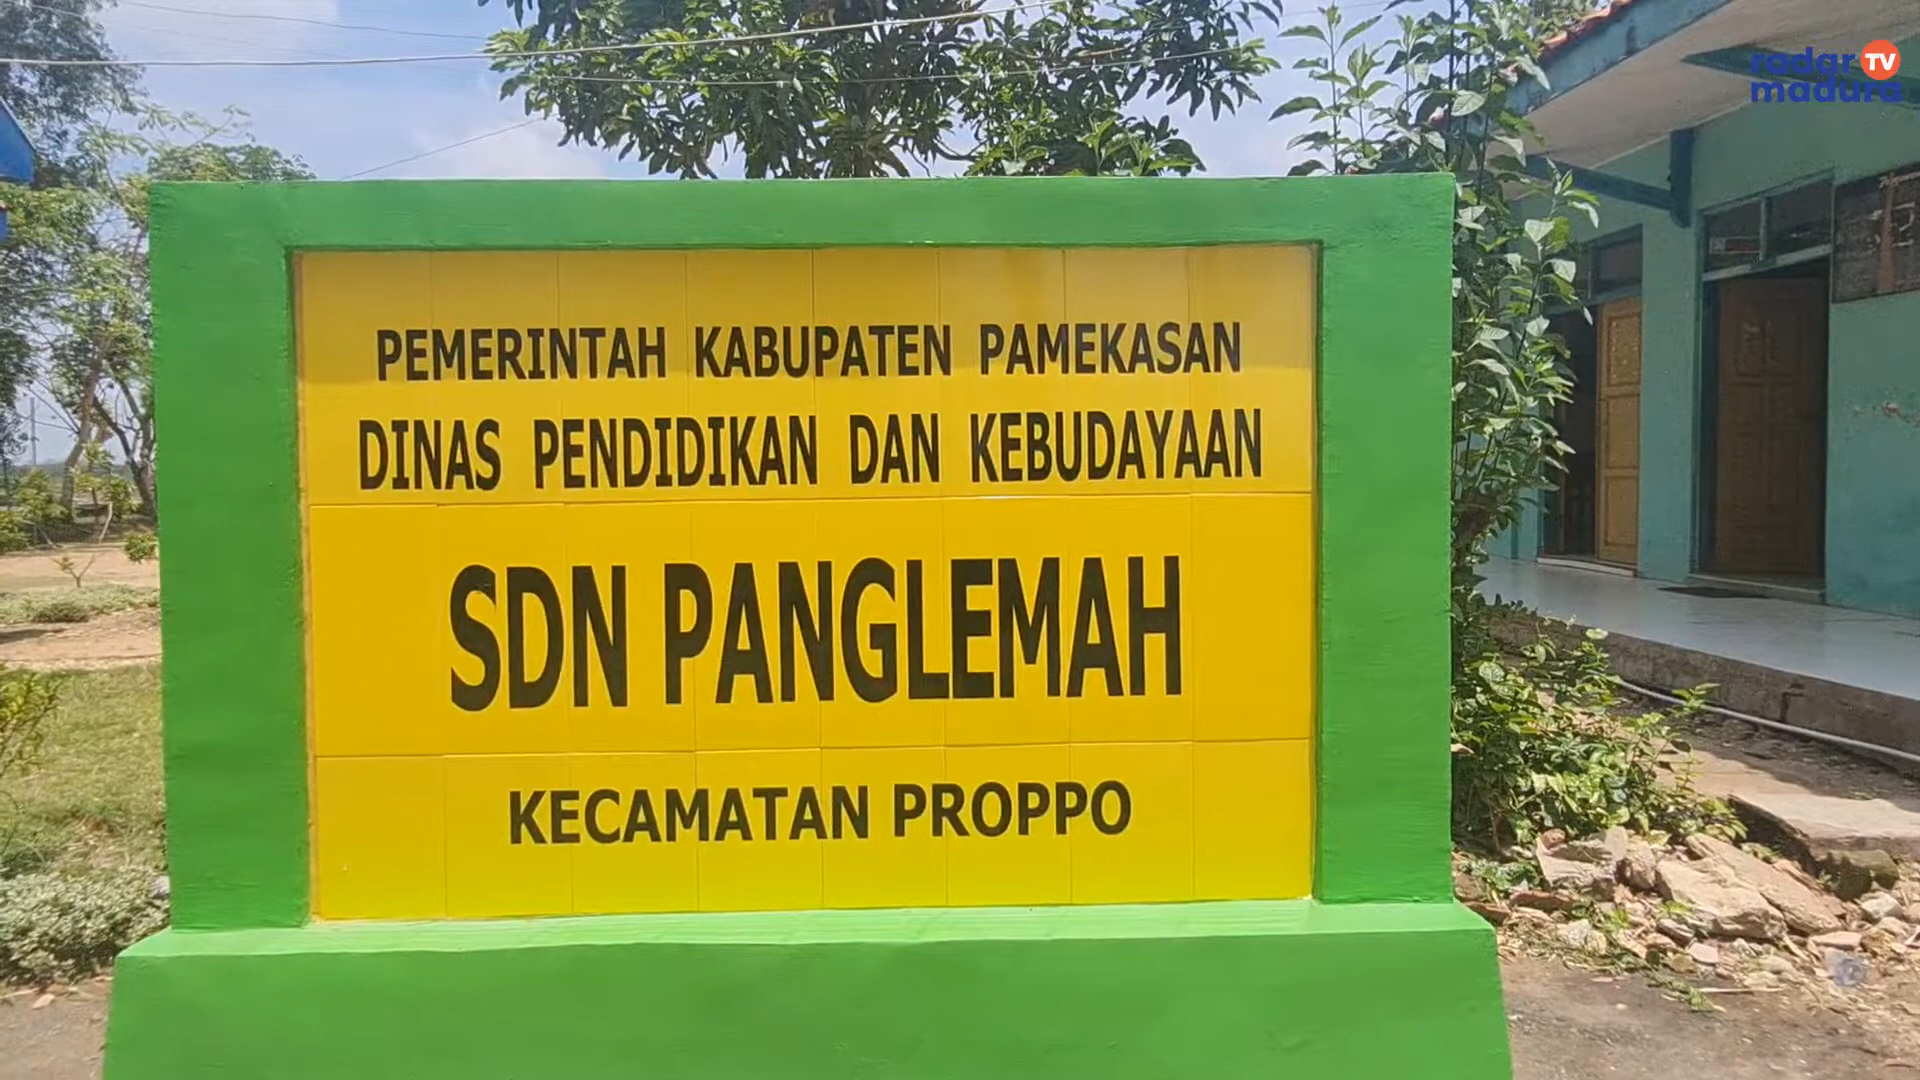 radar TV
madura
PEMERINTAH KABUPATEN PAMEKASAN
DINAS PENDIDIKAN DAN KEBUDAYAAN
SDN PANGLEMAH
KECAMATAN PROPPO